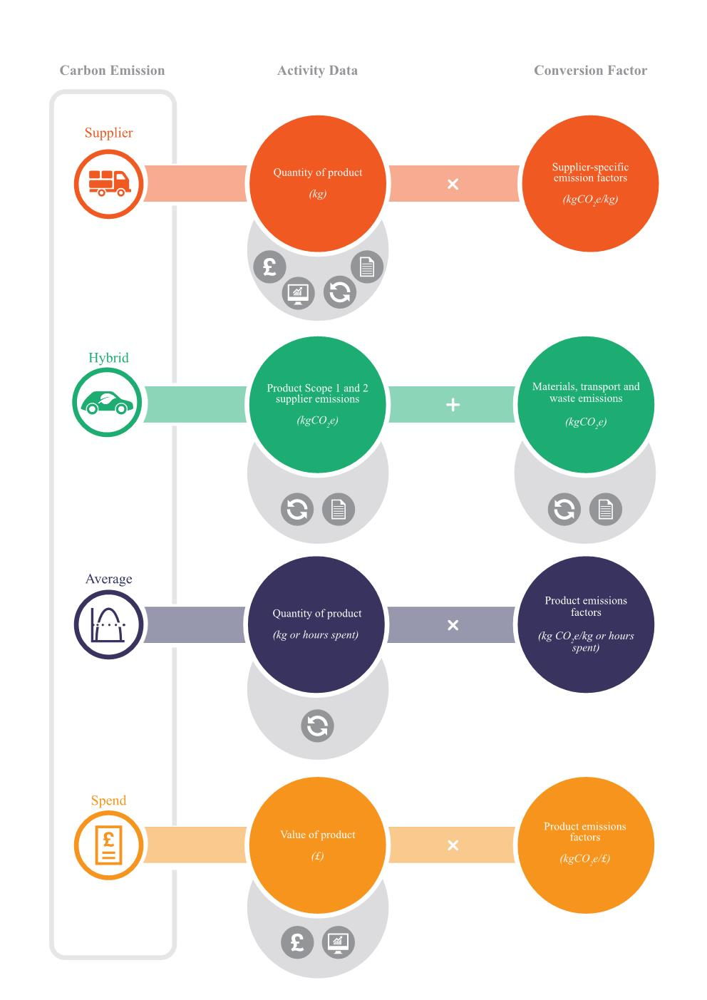 Carbon Emission
Activity Data
Conversion Factor
Supplier
Quantity of product
(kg)
×
Supplier-specific
emission factors
(kgCO₂e/kg)
£
Hybrid
Product Scope 1 and 2
supplier emissions
(kgCO₂e)
+
Materials, transport and
waste emissions
(kgCO₂e)
Average
Quantity of product
(kg or hours spent)
×
Product emissions
factors
(kg CO₂e/kg or hours
spent)
Spend
£
Value of product
(£)
×
Product emissions
factors
(kgCO₂e/£)
£